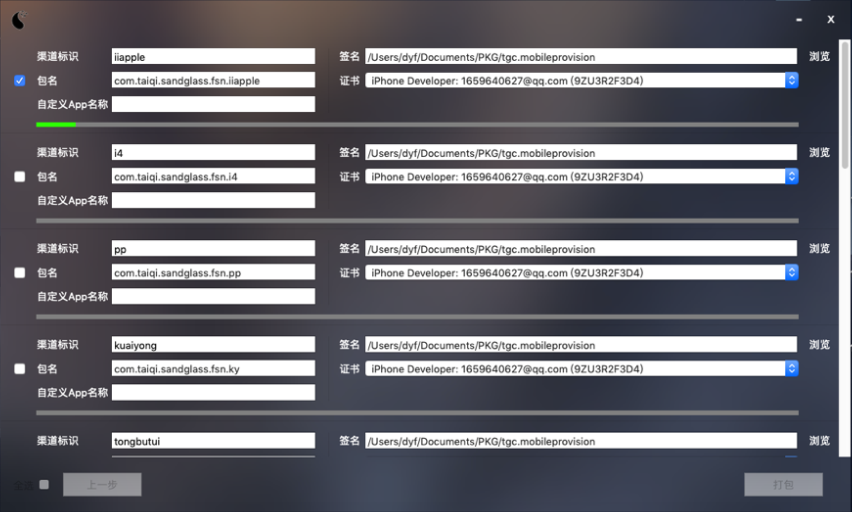 - x
渠道标识 iiapple 签名 /Users/dyf/Documents/PKG/tgc.mobileprovision 浏览
包名 com.taiqi.sandglass.fsn.iiapple 证书 iPhone Developer: 1659640627@qq.com (9ZU3R2F3D4)
自定义App名称
渠道标识 i4 签名 /Users/dyf/Documents/PKG/tgc.mobileprovision 浏览
包名 com.taiqi.sandglass.fsn.i4 证书 iPhone Developer: 1659640627@qq.com (9ZU3R2F3D4)
自定义App名称
渠道标识 pp 签名 /Users/dyf/Documents/PKG/tgc.mobileprovision 浏览
包名 com.taiqi.sandglass.fsn.pp 证书 iPhone Developer: 1659640627@qq.com (9ZU3R2F3D4)
自定义App名称
渠道标识 kuaiyong 签名 /Users/dyf/Documents/PKG/tgc.mobileprovision 浏览
包名 com.taiqi.sandglass.fsn.ky 证书 iPhone Developer: 1659640627@qq.com (9ZU3R2F3D4)
自定义App名称
渠道标识 tongbutui 签名 /Users/dyf/Documents/PKG/tgc.mobileprovision 浏览
上一步 打包